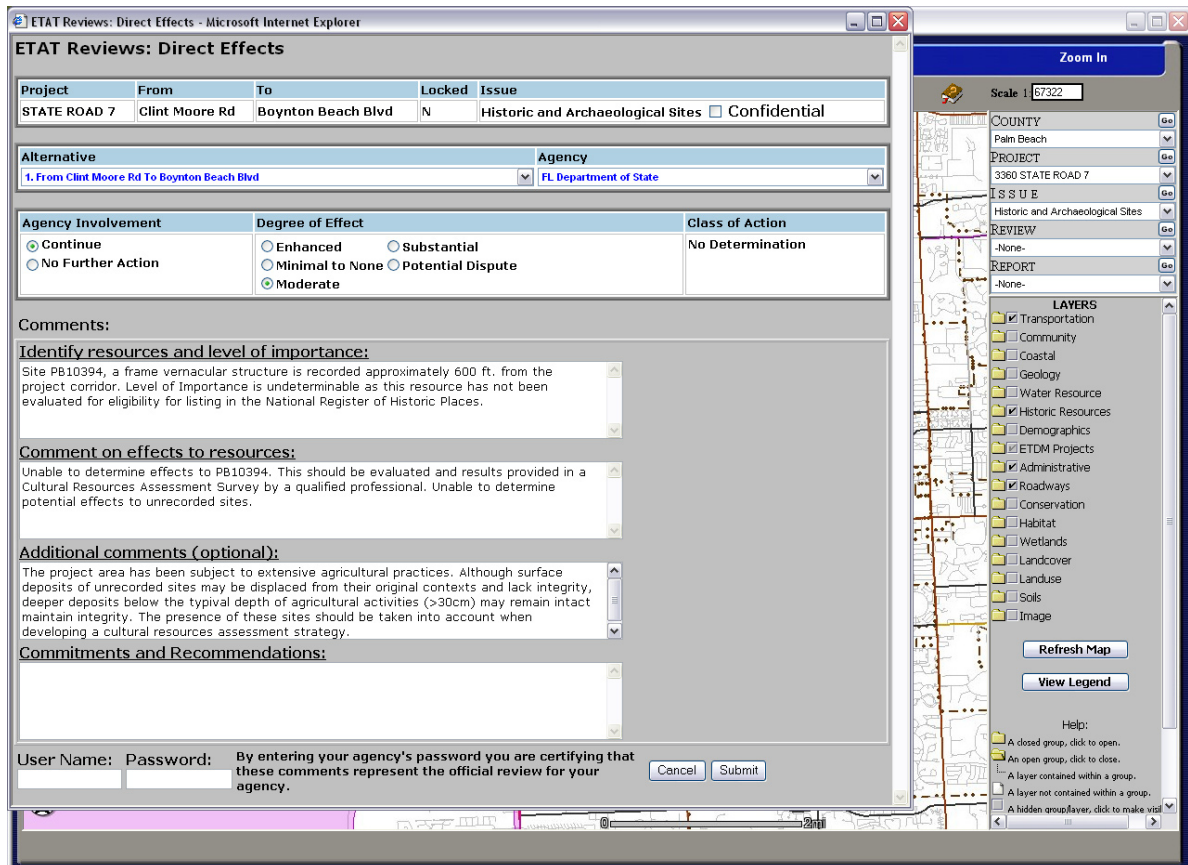 ETAT Reviews: Direct Effects - Microsoft Internet Explorer
ETAT Reviews: Direct Effects
Project From To Locked Issue
STATE ROAD 7 Clint Moore Rd Boynton Beach Blvd N Historic and Archaeological Sites Confidential
Alternative Agency
1. From Clint Moore Rd To Boynton Beach Blvd FL Department of State
Agency Involvement Degree of Effect Class of Action
Continue Enhanced Substantial No Determination
No Further Action Minimal to None Potential Dispute
Moderate
Comments:
Identify resources and level of importance:
Site PB10394, a frame vernacular structure is recorded approximately 600 ft. from the
project corridor. Level of Importance is undeterminable as this resource has not been
evaluated for eligibility for listing in the National Register of Historic Places.
Comment on effects to resources:
Unable to determine effects to PB10394. This should be evaluated and results provided in a
Cultural Resources Assessment Survey by a qualified professional. Unable to determine
potential effects to unrecorded sites.
Additional comments (optional):
The project area has been subject to extensive agricultural practices. Although surface
deposits of unrecorded sites may be displaced from their original contexts and lack integrity,
deeper deposits below the typival depth of agricultural activities (>30cm) may remain intact
maintain integrity. The presence of these sites should be taken into account when
developing a cultural resources assessment strategy.
Commitments and Recommendations:
User Name: Password: By entering your agency's password you are certifying that
these comments represent the official review for your
agency.
Cancel Submit
Zoom In
Scale 1: 67322
COUNTY Go
Palm Beach
PROJECT Go
3360 STATE ROAD 7
ISSUE Go
Historic and Archaeological Sites
REVIEW Go
-None-
REPORT Go
-None-
LAYERS
Transportation
Community
Coastal
Geology
Water Resource
Historic Resources
Demographics
ETDM Projects
Administrative
Roadways
Conservation
Habitat
Wetlands
Landcover
Landuse
Soils
Image
Refresh Map
View Legend
Help:
A closed group, click to open.
An open group, click to close.
A layer contained within a group.
A layer not contained within a group.
A hidden group/layer, click to make visi
0 2mi